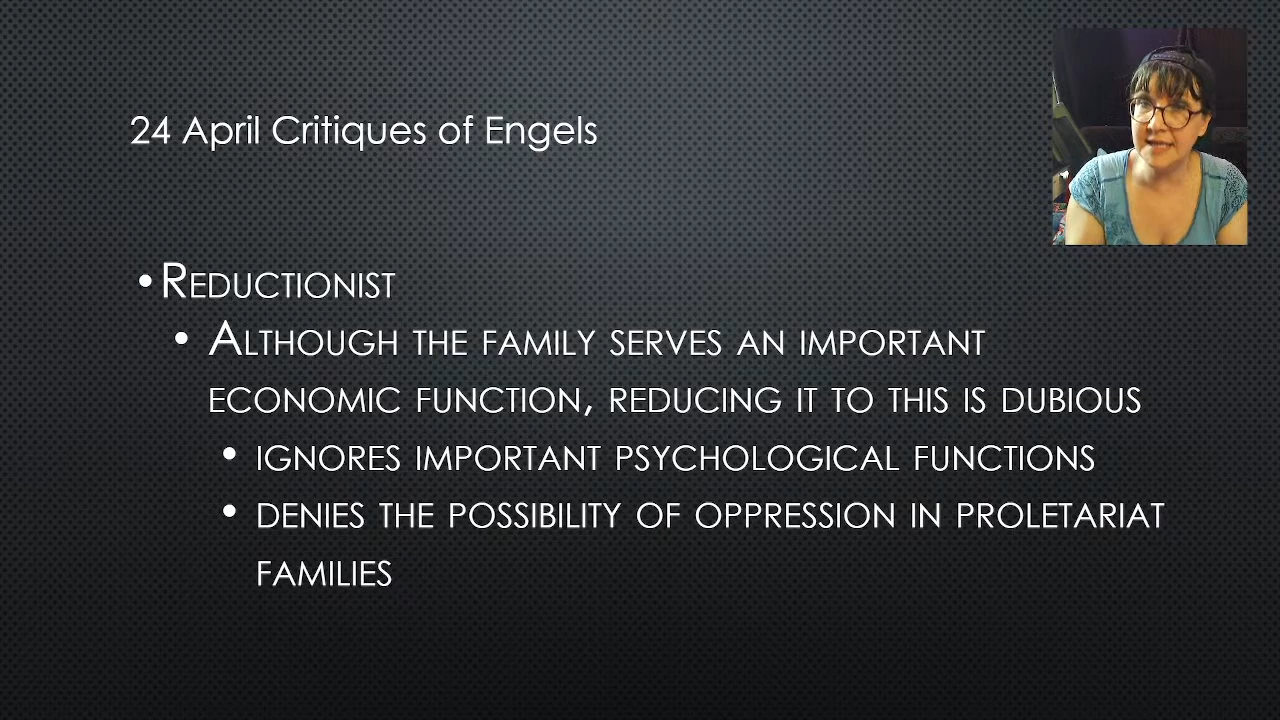 24 April Critiques of Engels
•Reductionist
• Although the family serves an important
economic function, reducing it to this is dubious
• ignores important psychological functions
• denies the possibility of oppression in proletariat
families